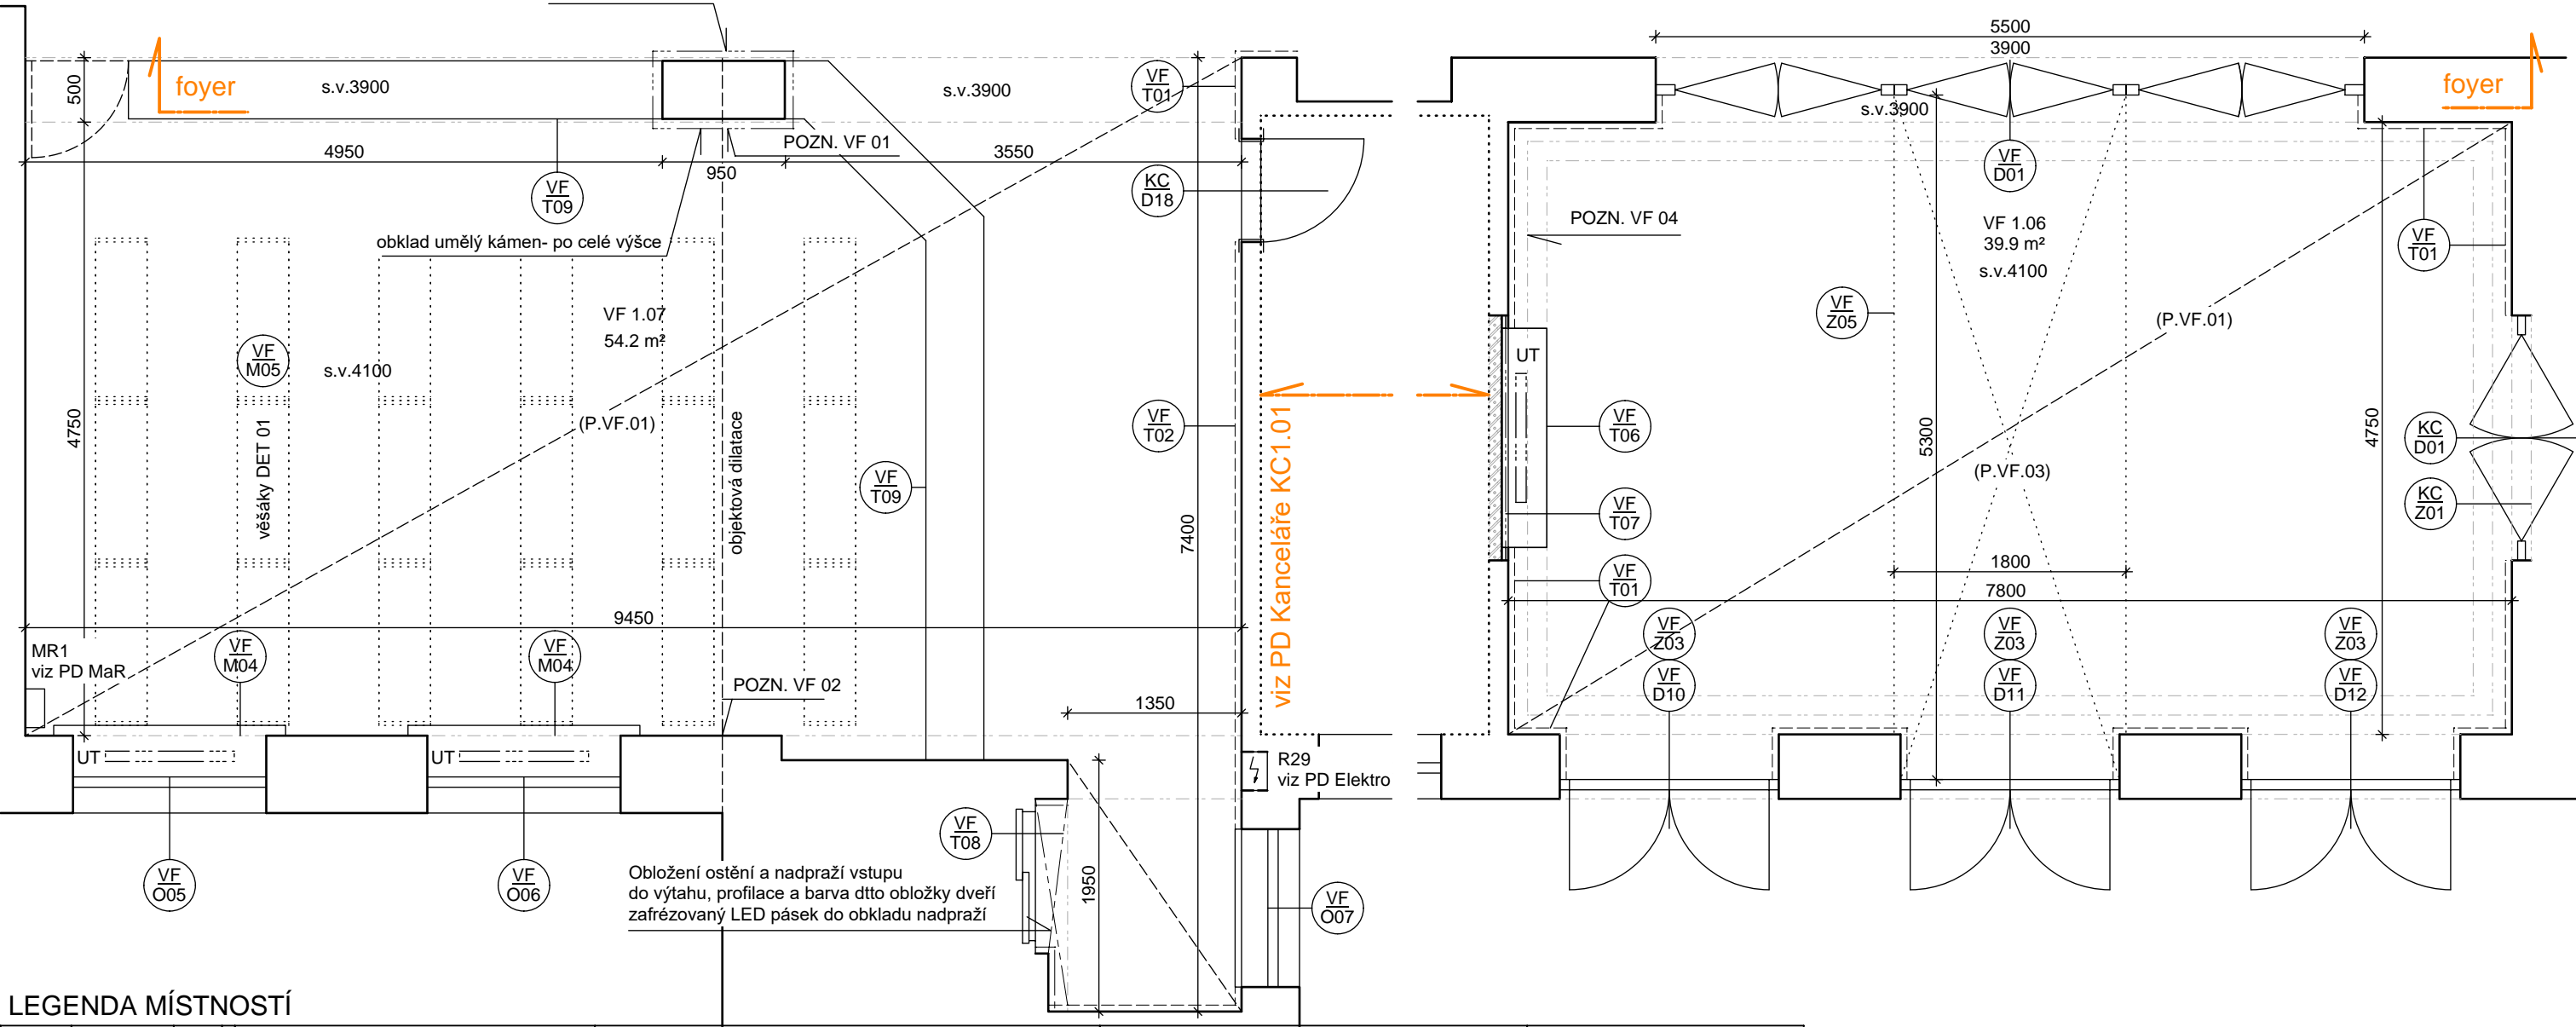 5500
3900
foyer
s.v.3900
s.v.3900
VF
T01
s.v.3900
foyer
500
4950
950
3550
POZN. VF 01
VF
T09
KC
D18
VF
D01
obklad umělý kámen- po celé výšce
POZN. VF 04
VF 1.06
39.9 m²
s.v.4100
VF
T01
VF 1.07
54.2 m²
VF
M05
s.v.4100
VF
Z05
(P.VF.01)
UT
4750
věšáky DET 01
(P.VF.01)
objektová dilatace
VF
T02
viz PD Kanceláře KC1.01
VF
T06
5300
4750
KC
D01
VF
T09
(P.VF.03)
KC
Z01
VF
T07
7400
VF
T01
1800
7800
9450
MR1
viz PD MaR
VF
M04
VF
M04
VF
Z03
VF
Z03
VF
Z03
VF
D10
VF
D11
VF
D12
POZN. VF 02
1350
UT
UT
R29
viz PD Elektro
VF
T08
VF
O05
VF
O06
Obložení ostění a nadpraží vstupu
do výtahu, profilace a barva dtto obložky dveří
zafrézovaný LED pásek do obkladu nadpraží
1950
VF
O07
LEGENDA MÍSTNOSTÍ